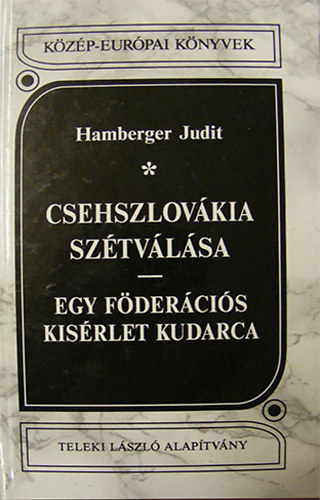 KÖZÉP-EURÓPAI KÖNYVEK
Hamberger Judit
*
CSEHSZLOVÁKIA
SZÉTVÁLÁSA
—
EGY FÖDERÁCIÓS
KISÉRLET KUDARCA
TELEKI LÁSZLÓ ALAPÍTVÁNY